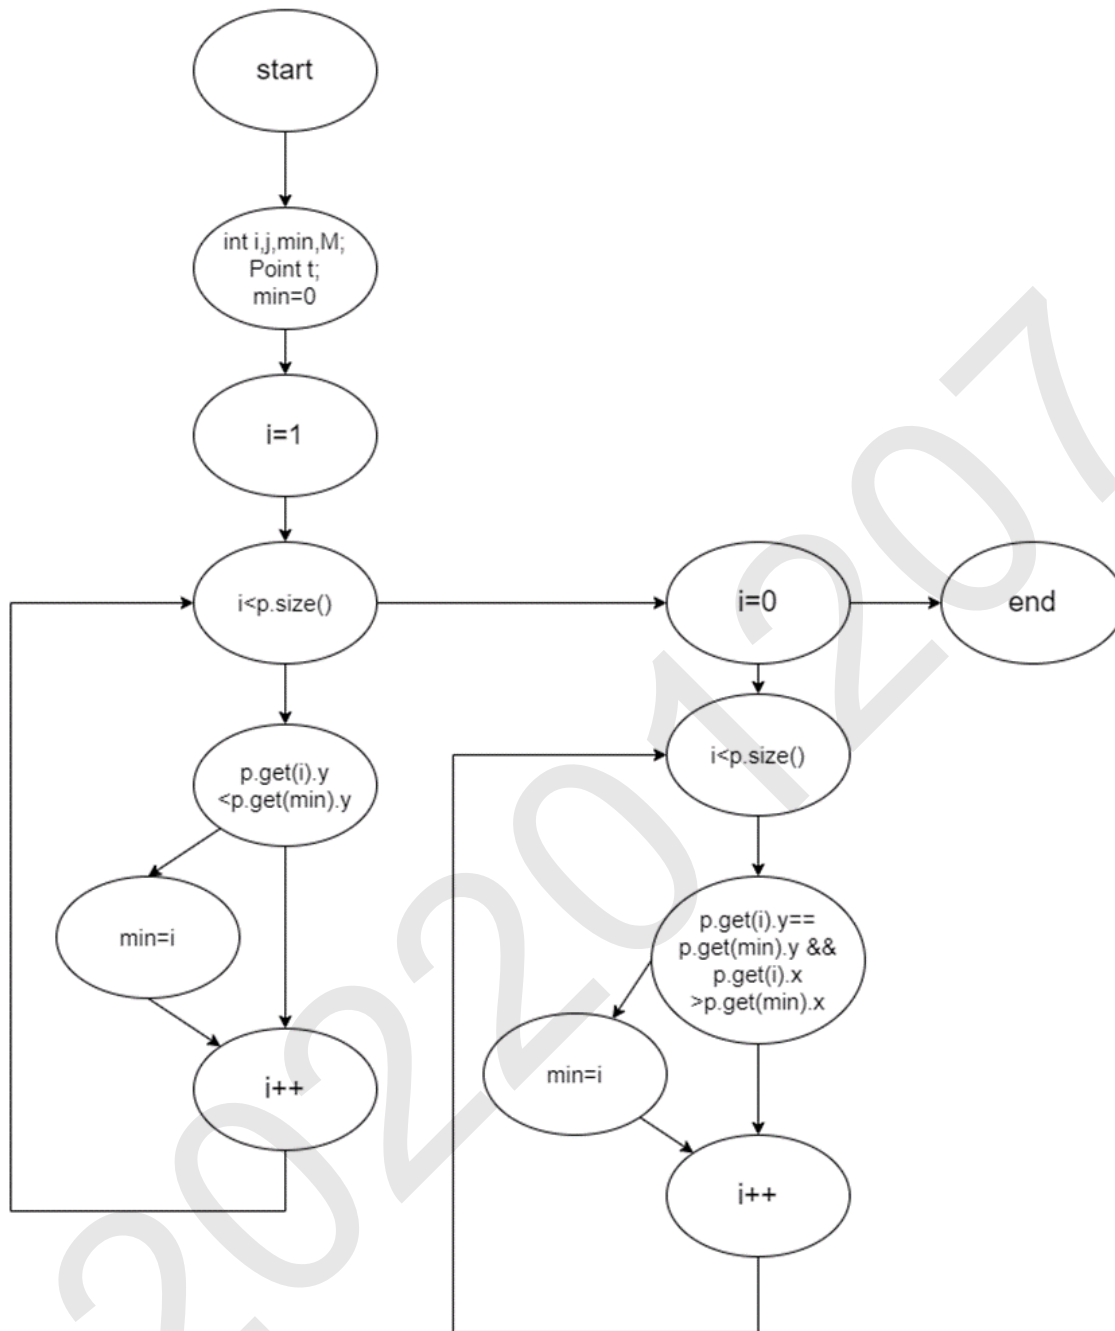 start
int i,j,min,M;
Point t;
min=0
i=1
i<p.size()
i=0
end
p.get(i).y
<p.get(min).y
i<p.size()
min=i
p.get(i).y==
p.get(min).y &&
p.get(i).x
>p.get(min).x
i++
min=i
i++
202201207